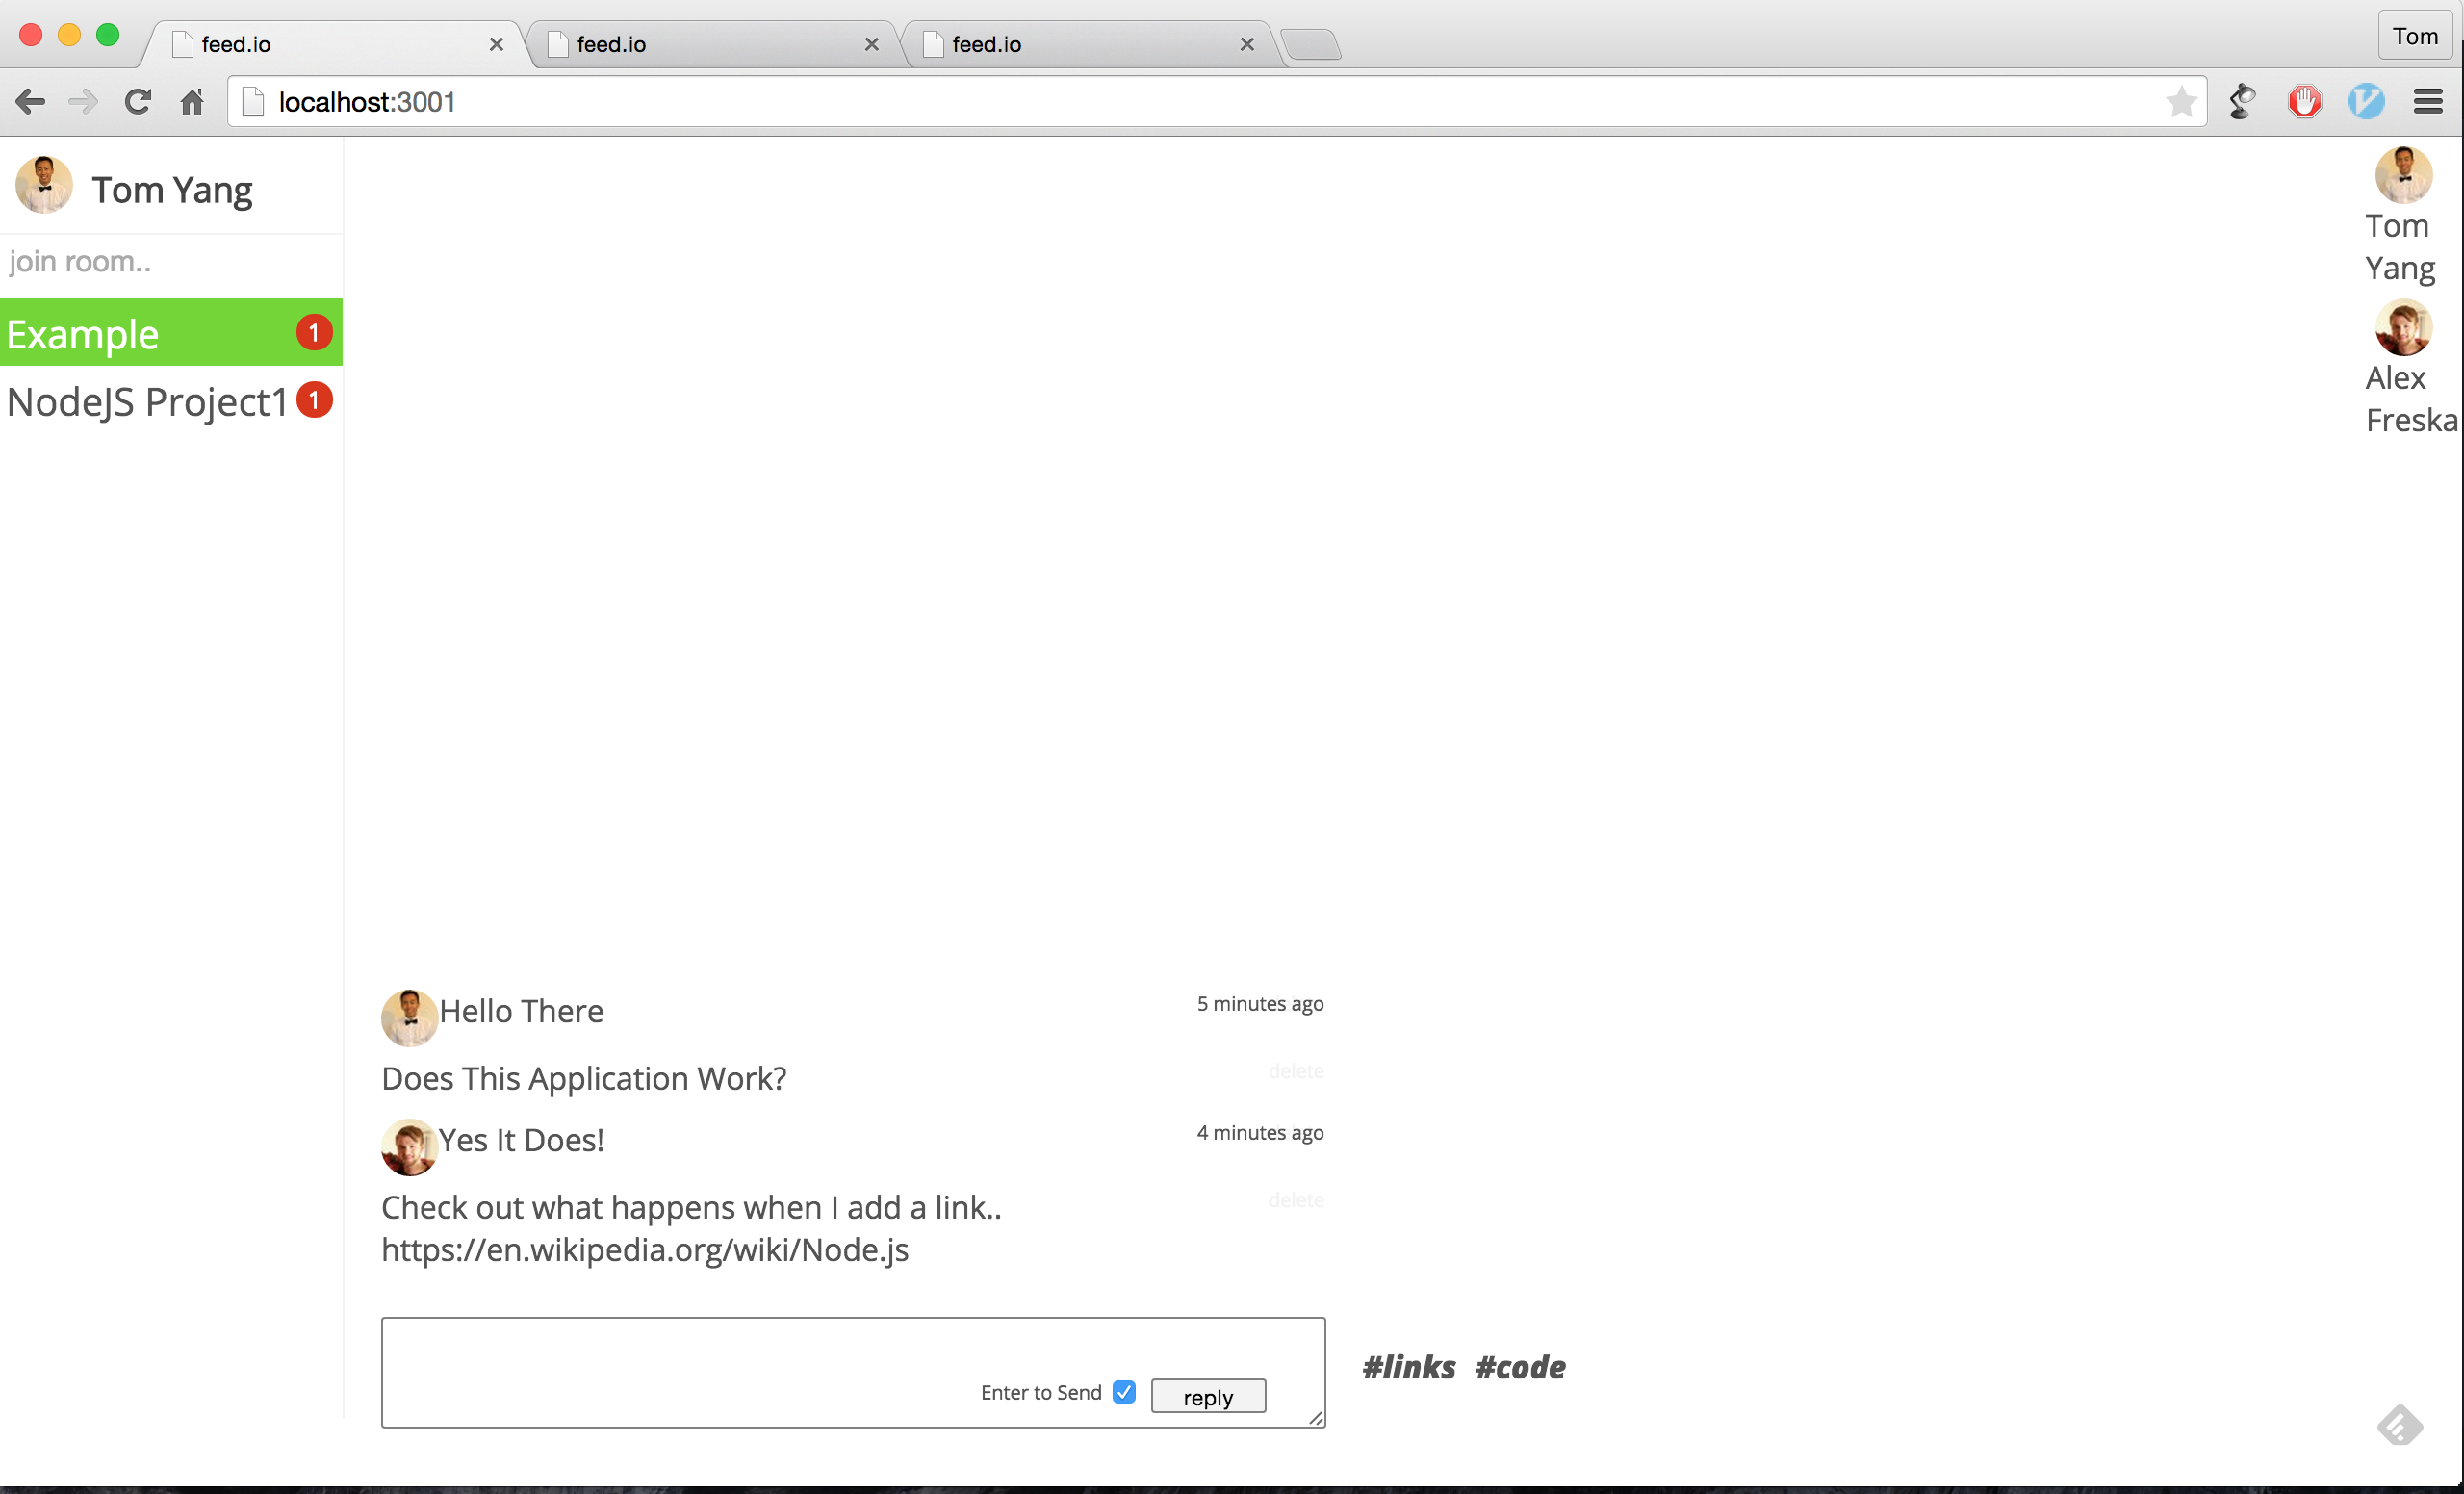 feed.io
feed.io
feed.io
Tom
localhost:3001
Tom Yang
join room..
Example 1
NodeJS Project1 1
Tom
Yang
Alex
Freska
Hello There 5 minutes ago
Does This Application Work? delete
Yes It Does! 4 minutes ago
Check out what happens when I add a link.. delete
https://en.wikipedia.org/wiki/Node.js
Enter to Send reply
#links #code